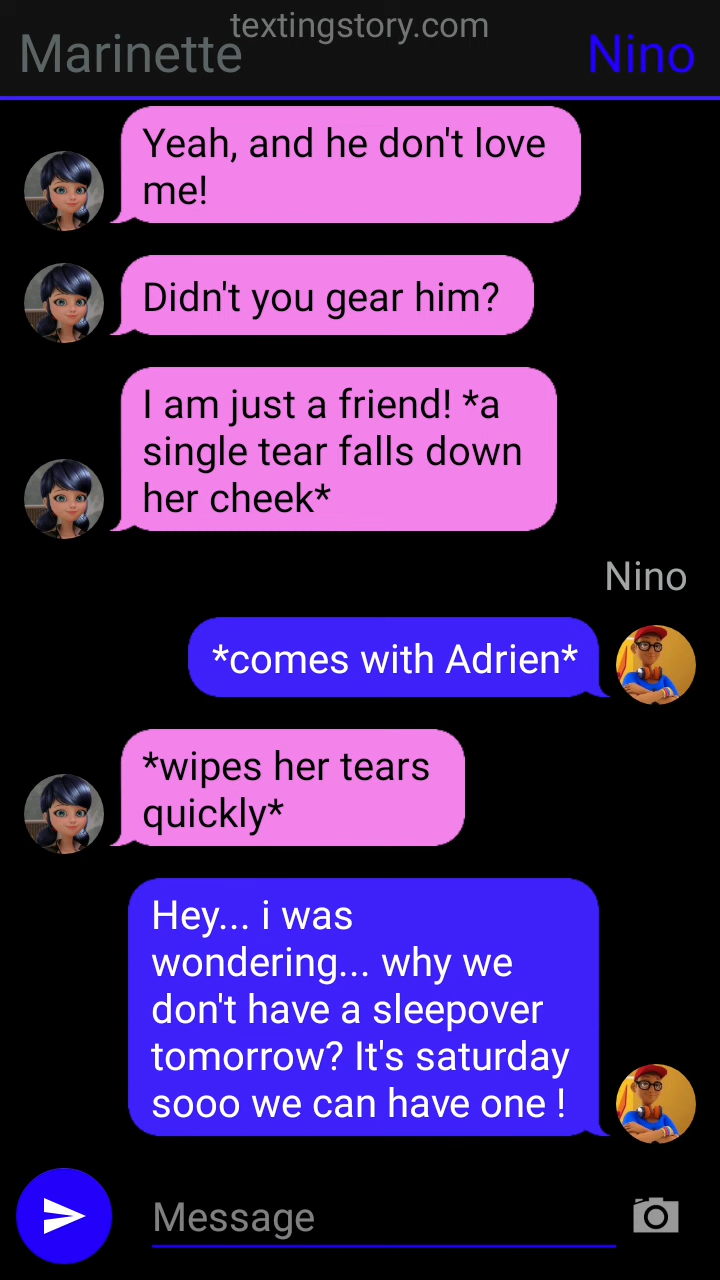 textingstory.com
Marinette
Nino
Yeah, and he don't love
me!
Didn't you gear him?
I am just a friend! *a
single tear falls down
her cheek*
Nino
*comes with Adrien*
*wipes her tears
quickly*
Hey... i was
wondering... why we
don't have a sleepover
tomorrow? It's saturday
sooo we can have one !
Message